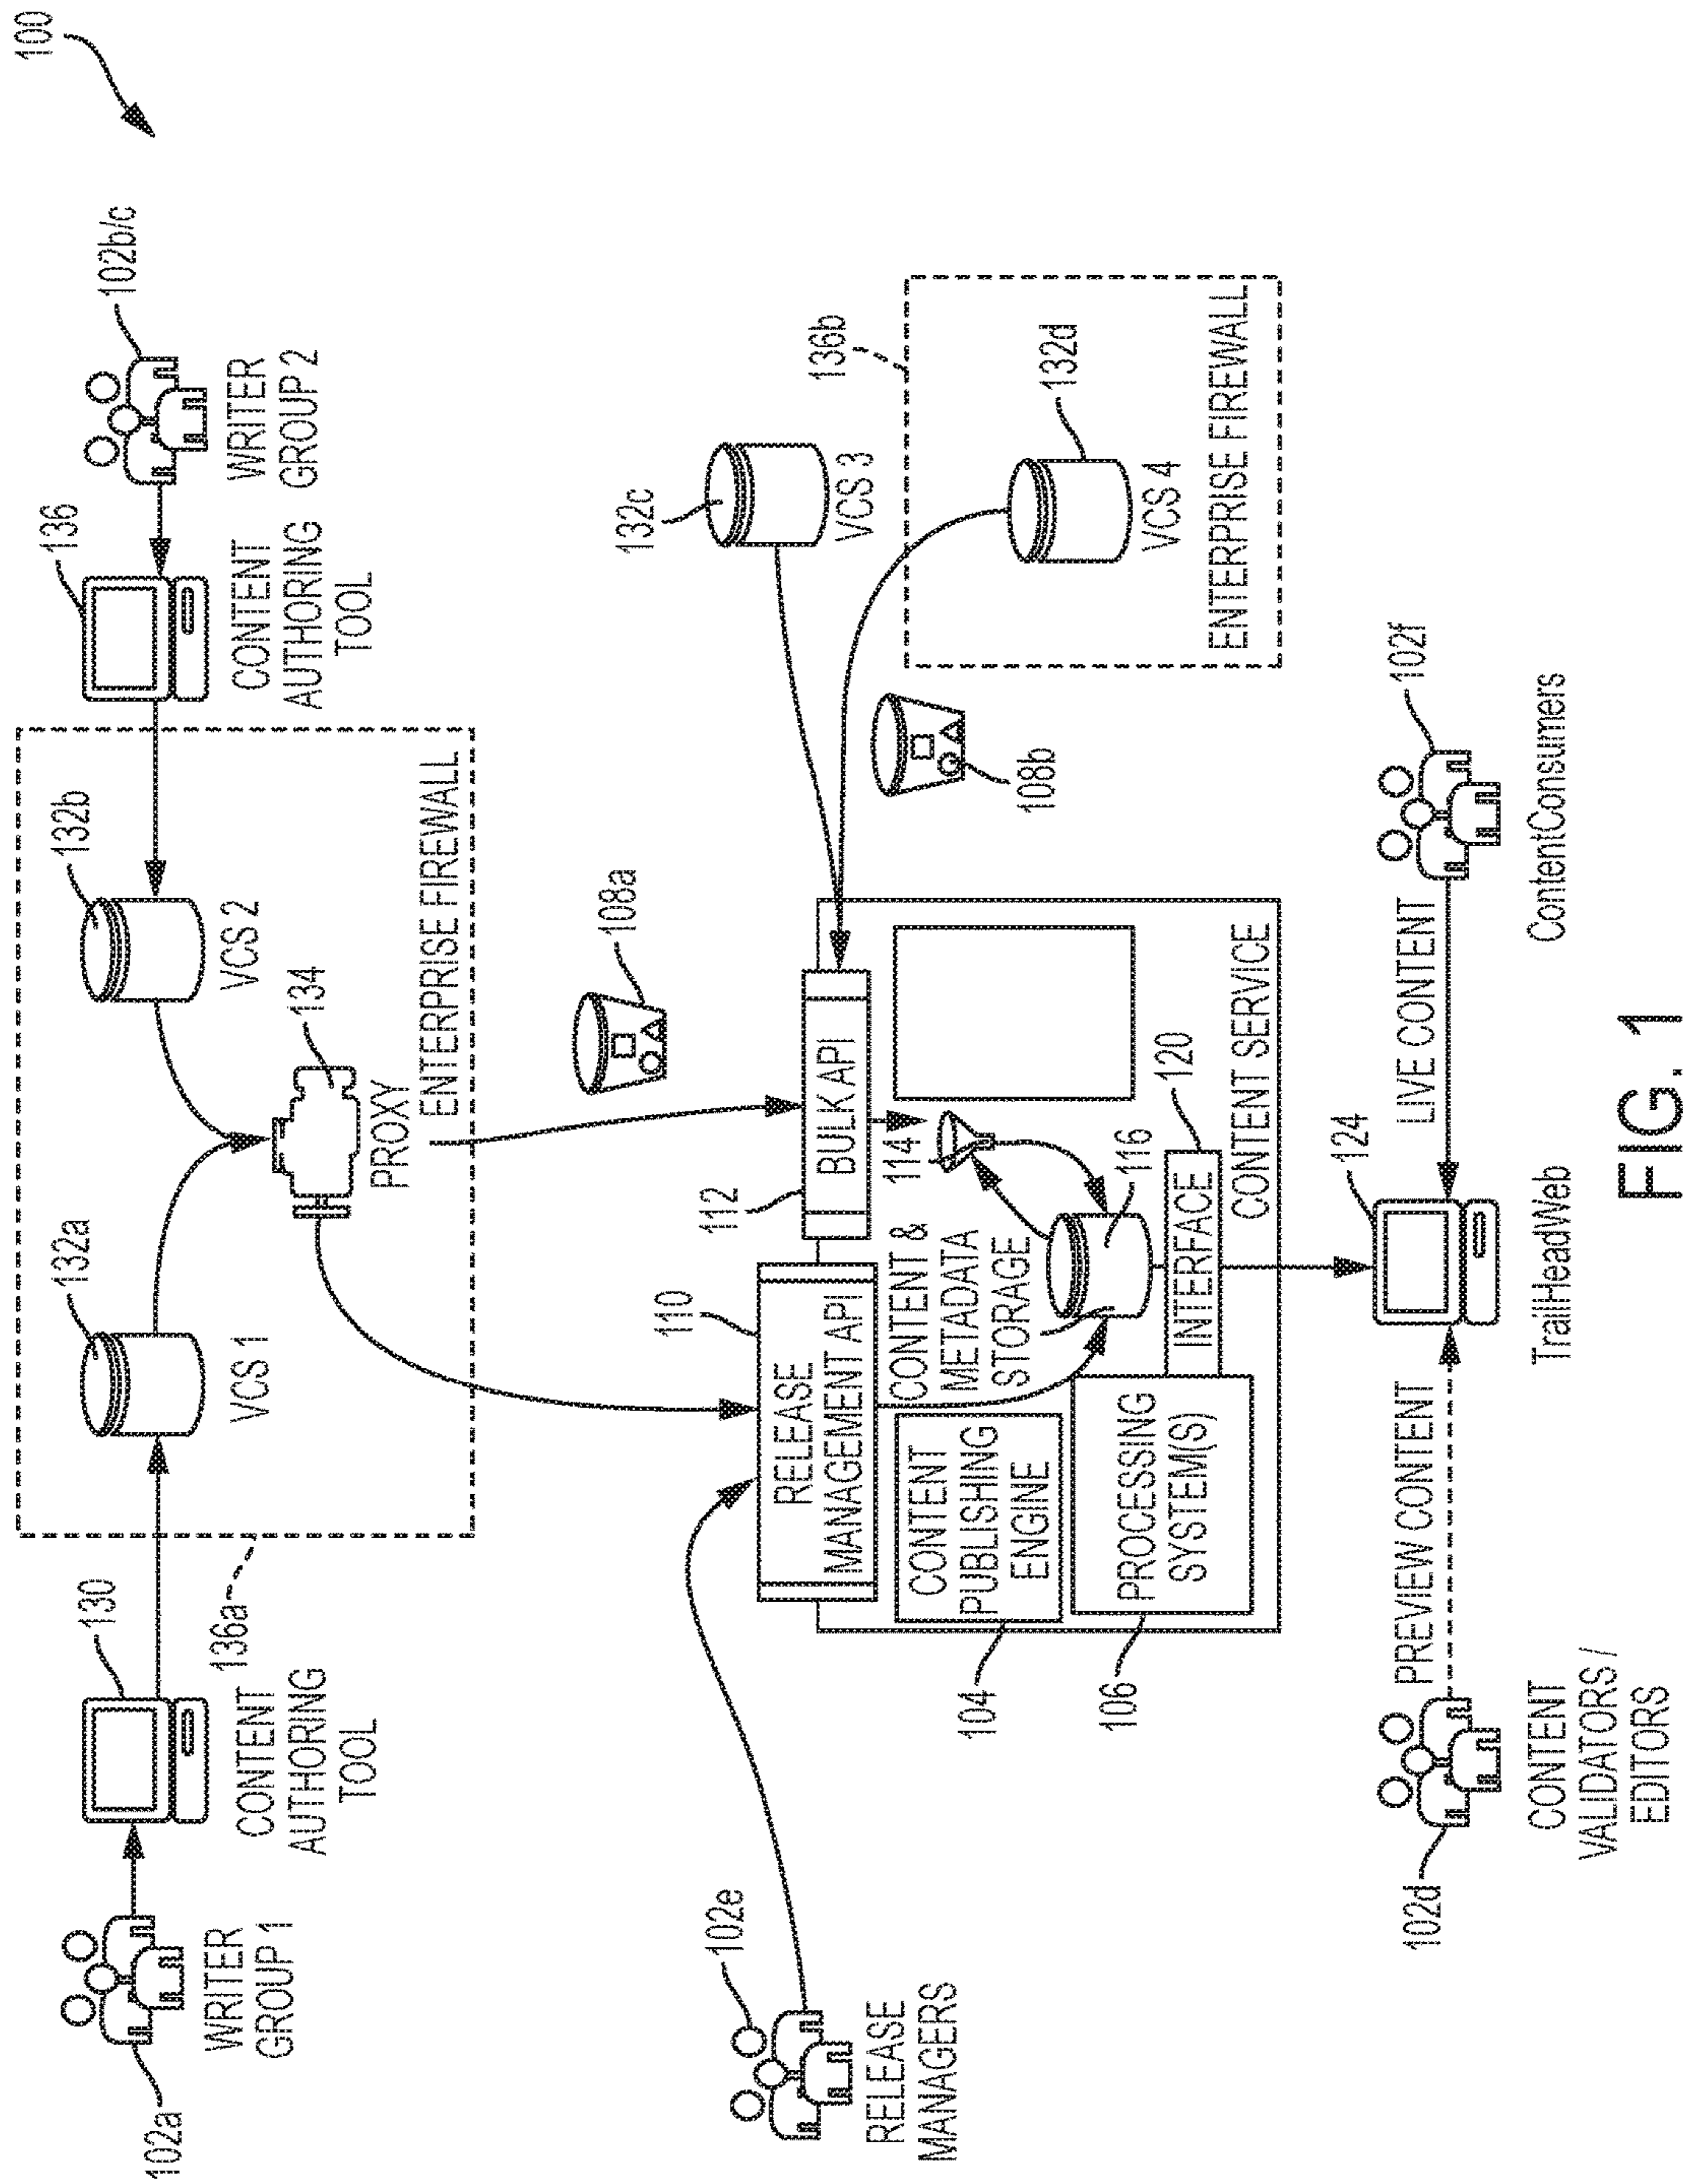 100
102a
WRITER
GROUP 1
130
CONTENT
AUTHORING
TOOL
136a
132a
VCS 1
132b
VCS 2
134
PROXY
ENTERPRISE FIREWALL
136
CONTENT
AUTHORING
TOOL
102b/c
WRITER
GROUP 2
102e
RELEASE
MANAGERS
108a
110
RELEASE
MANAGEMENT API
112
BULK API
132c
VCS 3
136b
132d
VCS 4
ENTERPRISE FIREWALL
108b
104
CONTENT
PUBLISHING
ENGINE
CONTENT &
METADATA
STORAGE
114
116
106
PROCESSING
SYSTEM(S)
INTERFACE
120
CONTENT SERVICE
102d
CONTENT
VALIDATORS /
EDITORS
PREVIEW CONTENT
124
TrailHeadWeb
LIVE CONTENT
102f
ContentConsumers
FIG. 1